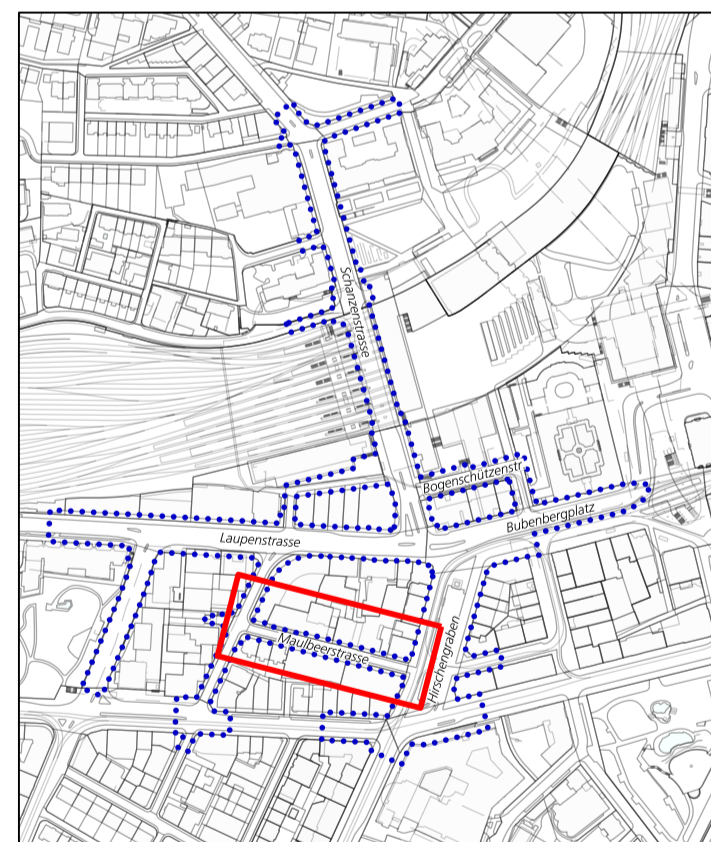 Schanzenstrasse
Bogenschützenstr.
Bubenbergplatz
Laupenstrasse
Maulbeerstrasse
Hirschengraben